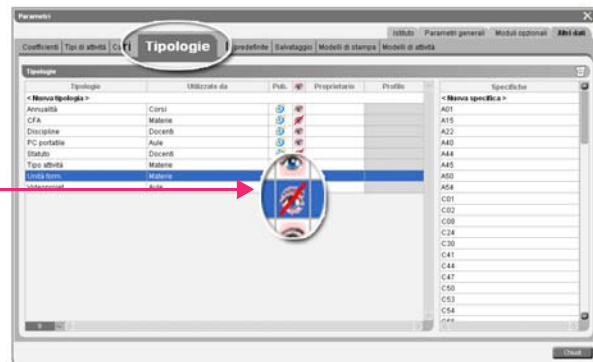 Parametri
Istituto Parametri generali Moduli opzionali Altri dati
Coefficienti Tipi di attività Tipologie predefinite Salvataggio Modelli di stampa Modelli di attività
Tipologie
Tipologie Utilizzate da Pub. Proprietario Profilo Specifiche
< Nuova tipologia > < Nuova specifica >
Annualità Corsi A01
CFA Materie A15
Discipline Docenti A22
PC portatile Aule A40
Statuto Docenti A44
Tipo attività Materie A45
Unità form. Materie A50
Videoproiet. Aule A54
C01
C02
C08
C24
C30
C41
C44
C47
C50
C53
C54
Chiudi